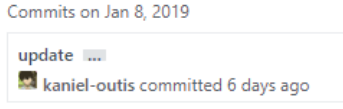 Commits on Jan 8, 2019
update ...
kaniel-outis committed 6 days ago